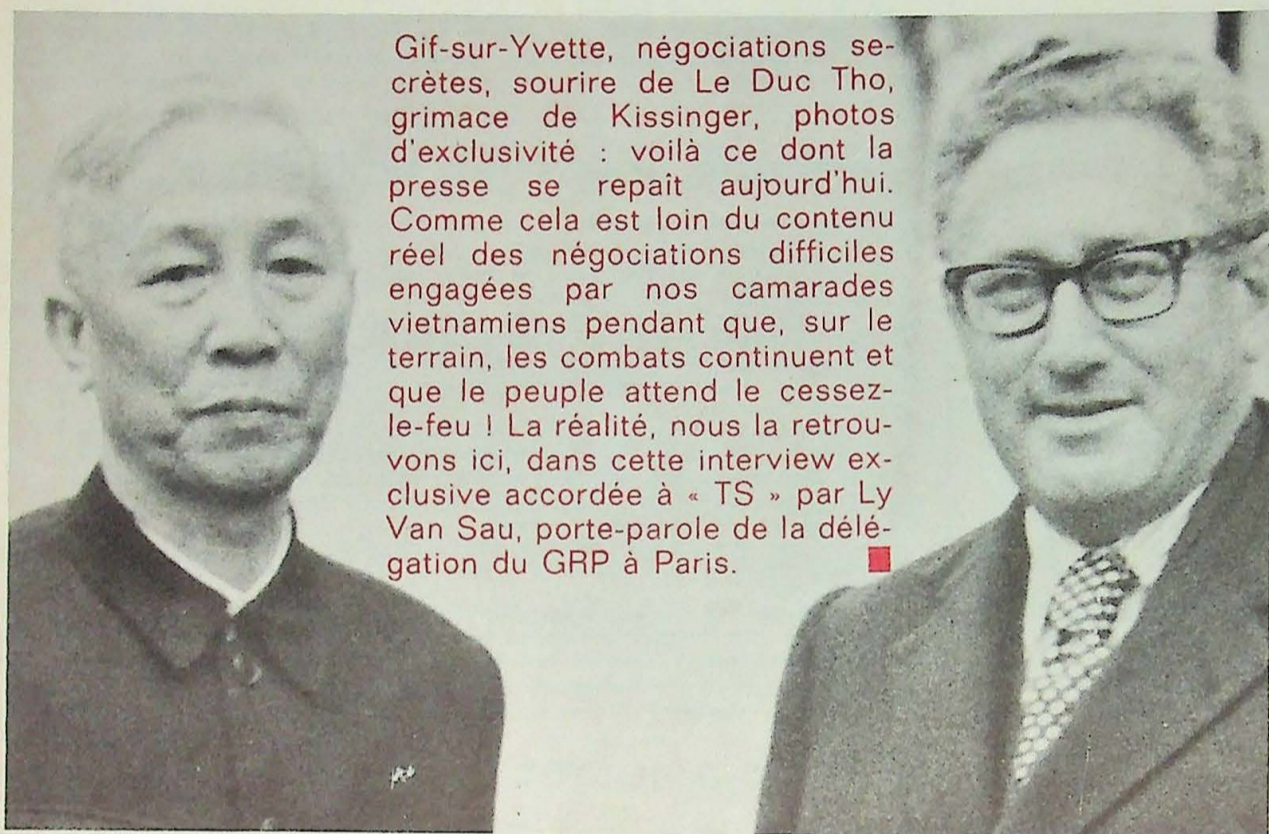 Gif-sur-Yvette, négociations se-
crètes, sourire de Le Duc Tho,
grimace de Kissinger, photos
d'exclusivité : voilà ce dont la
presse se repaît aujourd'hui.
Comme cela est loin du contenu
réel des négociations difficiles
engagées par nos camarades
vietnamiens pendant que, sur le
terrain, les combats continuent et
que le peuple attend le cessez-
le-feu ! La réalité, nous la retrou-
vons ici, dans cette interview ex-
clusive accordée à « TS » par Ly
Van Sau, porte-parole de la délé-
gation du GRP à Paris.